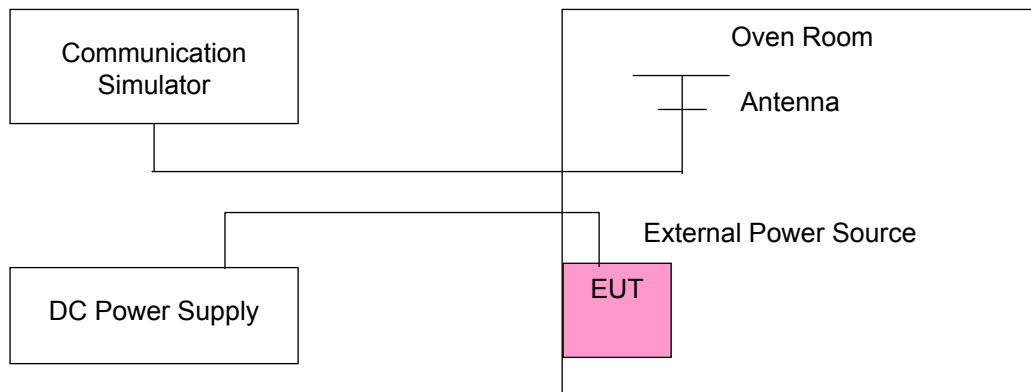 Communication
Simulator
Oven Room
Antenna
External Power Source
DC Power Supply
EUT